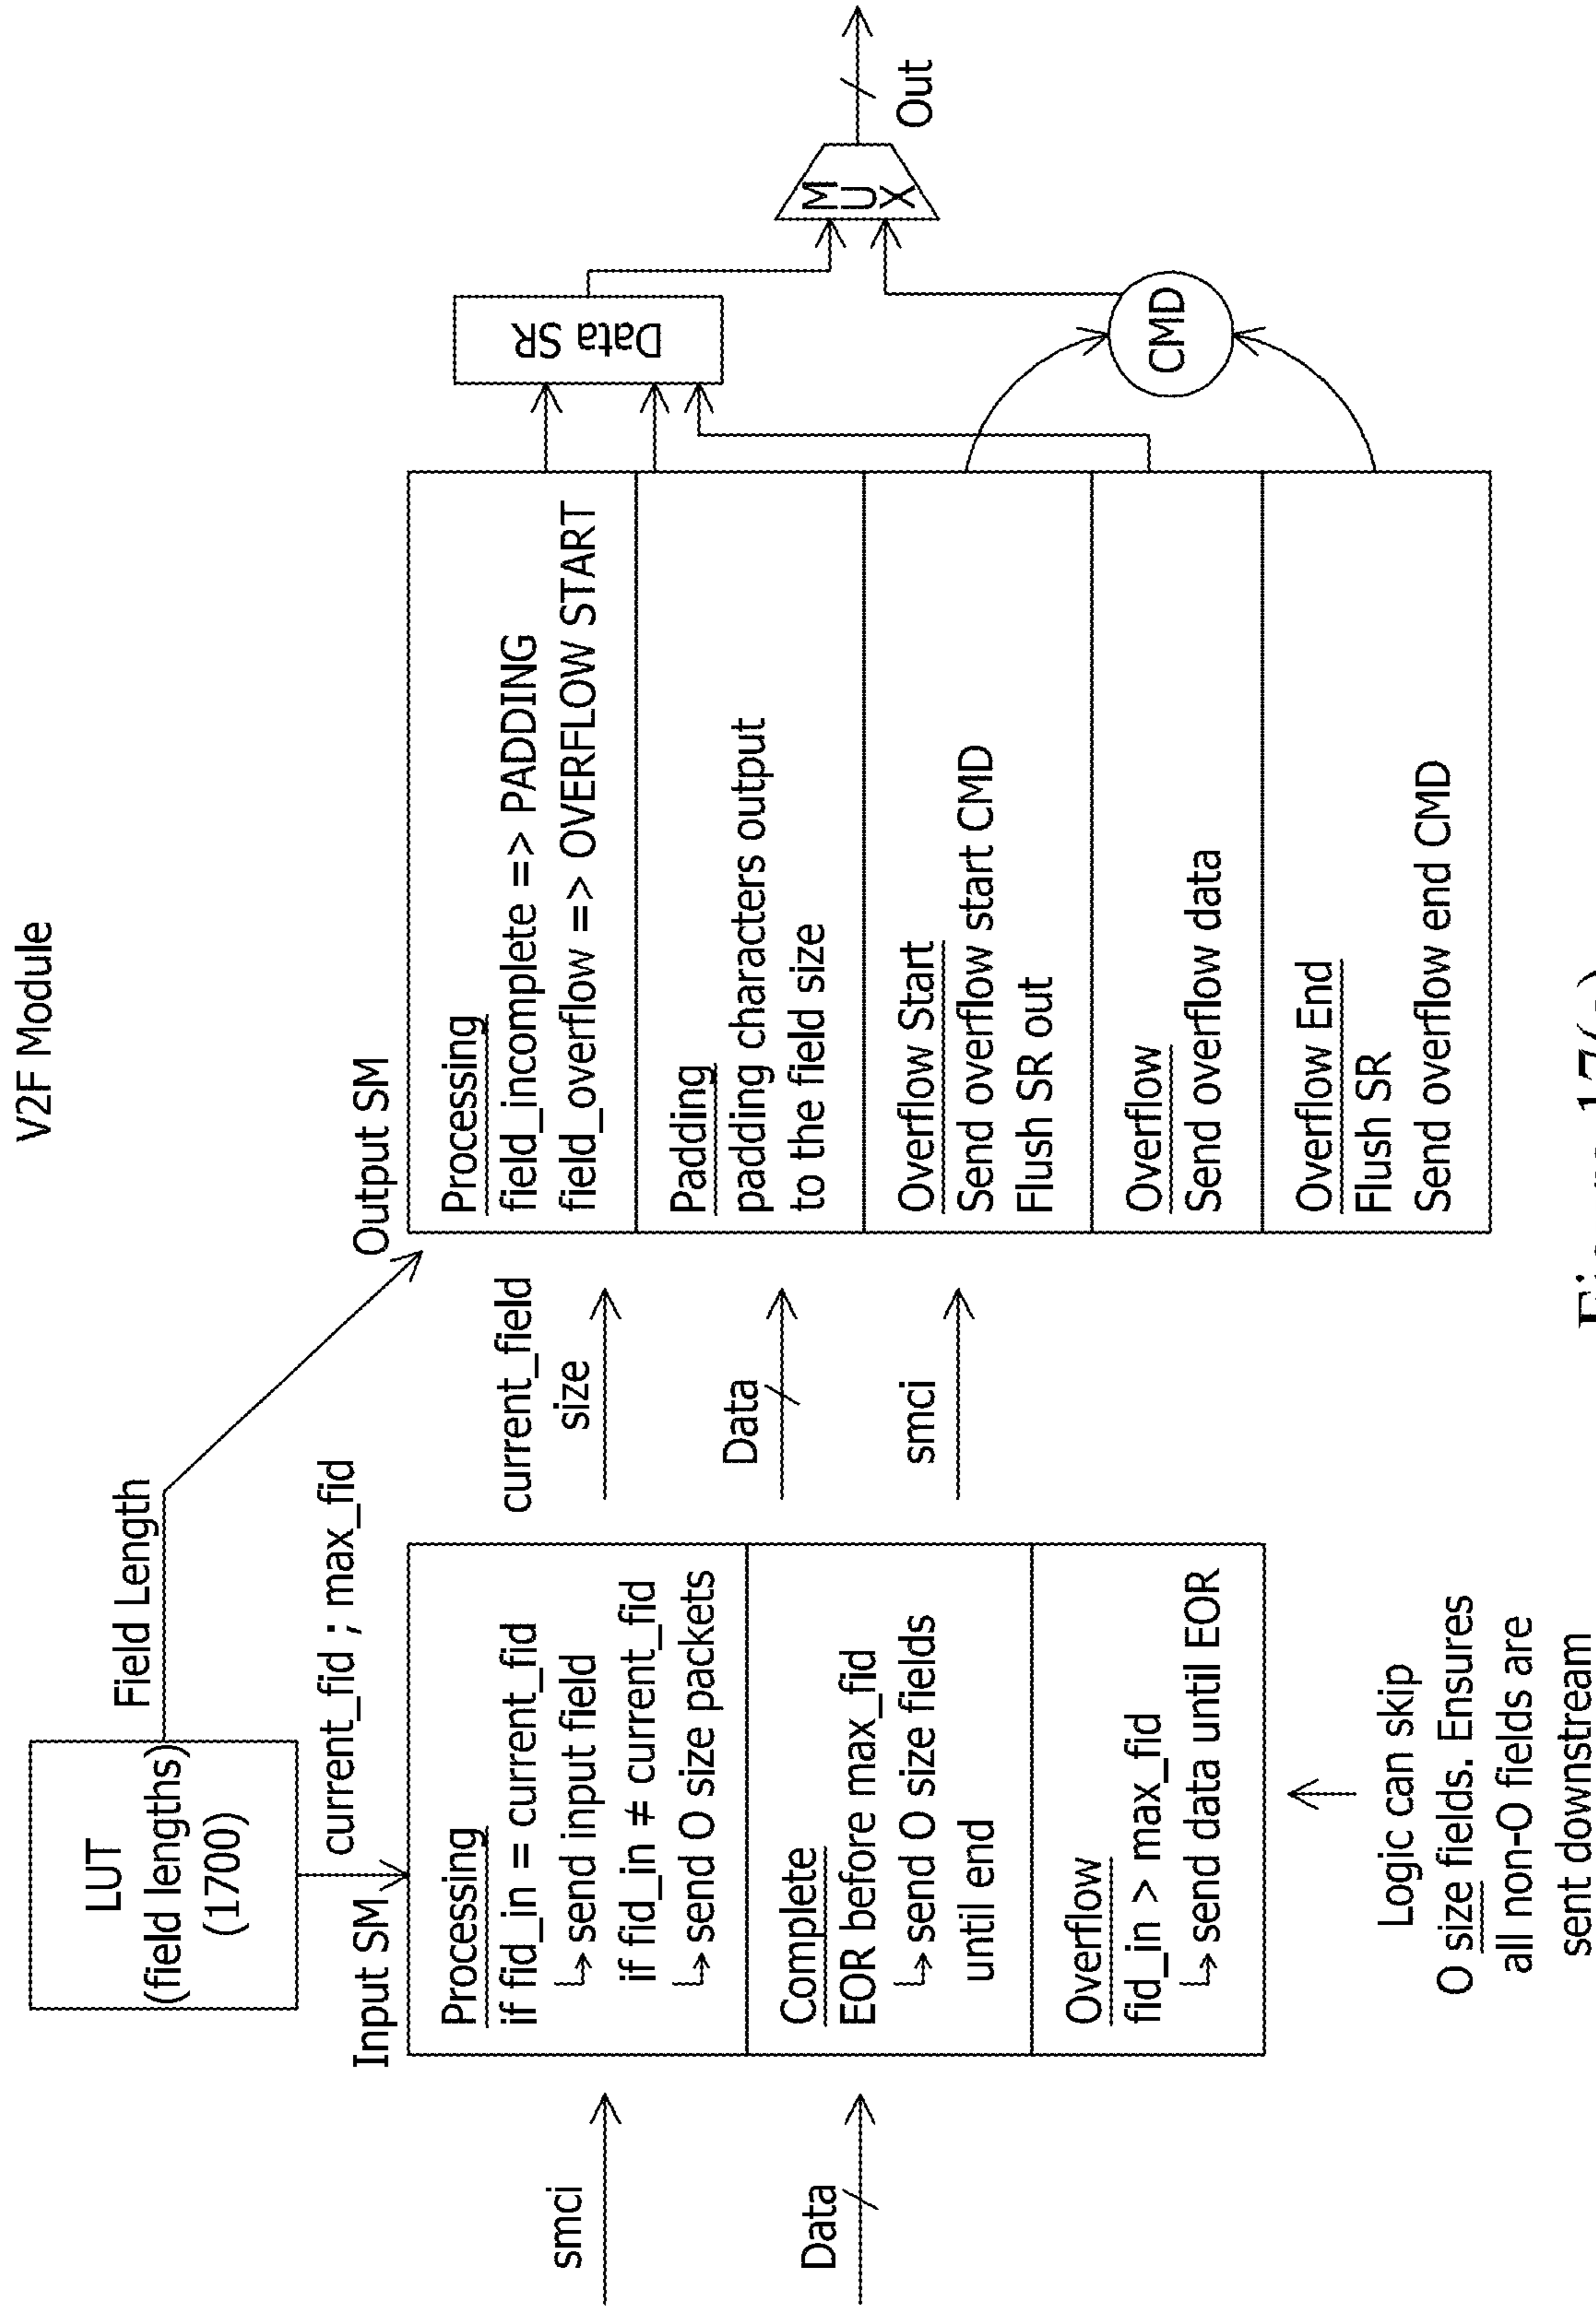 V2F Module
LUT
(field lengths)
(1700)
Field Length
current_fid ; max_fid
Input SM
Processing
if fid_in = current_fid
↳ send input field
if fid_in ≠ current_fid
↳ send O size packets
Complete
EOR before max_fid
↳ send O size fields
until end
Overflow
fid_in > max_fid
↳ send data until EOR
smci
Data
Logic can skip
O size fields. Ensures
all non-O fields are
sent downstream
current_field
size
Data
smci
Output SM
Processing
field_incomplete => PADDING
field_overflow => OVERFLOW START
Padding
padding characters output
to the field size
Overflow Start
Send overflow start CMD
Flush SR out
Overflow
Send overflow data
Overflow End
Flush SR
Send overflow end CMD
Data SR
CMD
MUX
Out